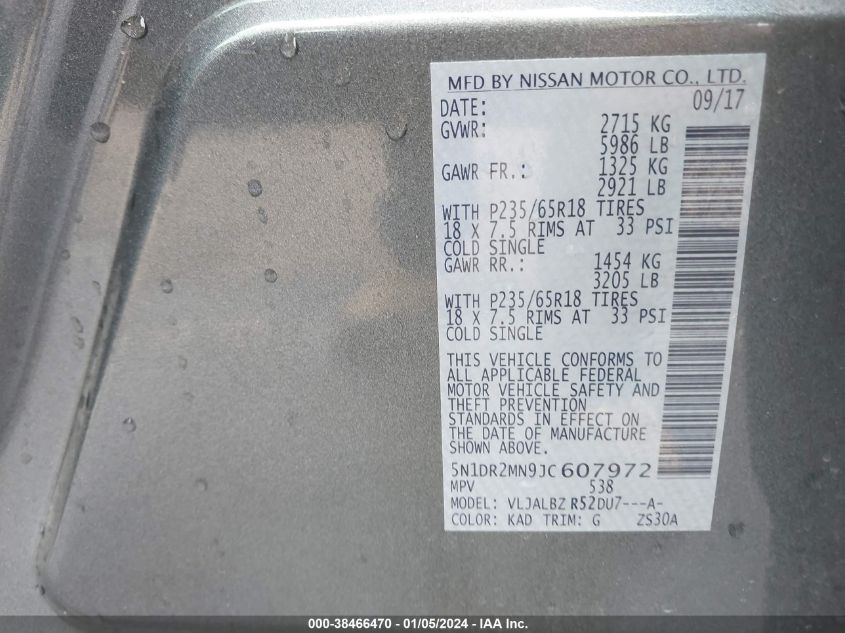 MFD BY NISSAN MOTOR CO., LTD.
DATE: 09/17
GVWR: 2715 KG
5986 LB
GAWR FR.: 1325 KG
2921 LB
WITH P235/65R18 TIRES
18 X 7.5 RIMS AT 33 PSI
COLD SINGLE
GAWR RR.: 1454 KG
3205 LB
WITH P235/65R18 TIRES
18 X 7.5 RIMS AT 33 PSI
COLD SINGLE
THIS VEHICLE CONFORMS TO
ALL APPLICABLE FEDERAL
MOTOR VEHICLE SAFETY AND
THEFT PREVENTION
STANDARDS IN EFFECT ON
THE DATE OF MANUFACTURE
SHOWN ABOVE.
5N1DR2MN9JC607972
MPV 538
MODEL: VLJALBZ R52DU7---A-
COLOR: KAD TRIM: G ZS30A
000-38466470 - 01/05/2024 - IAA Inc.